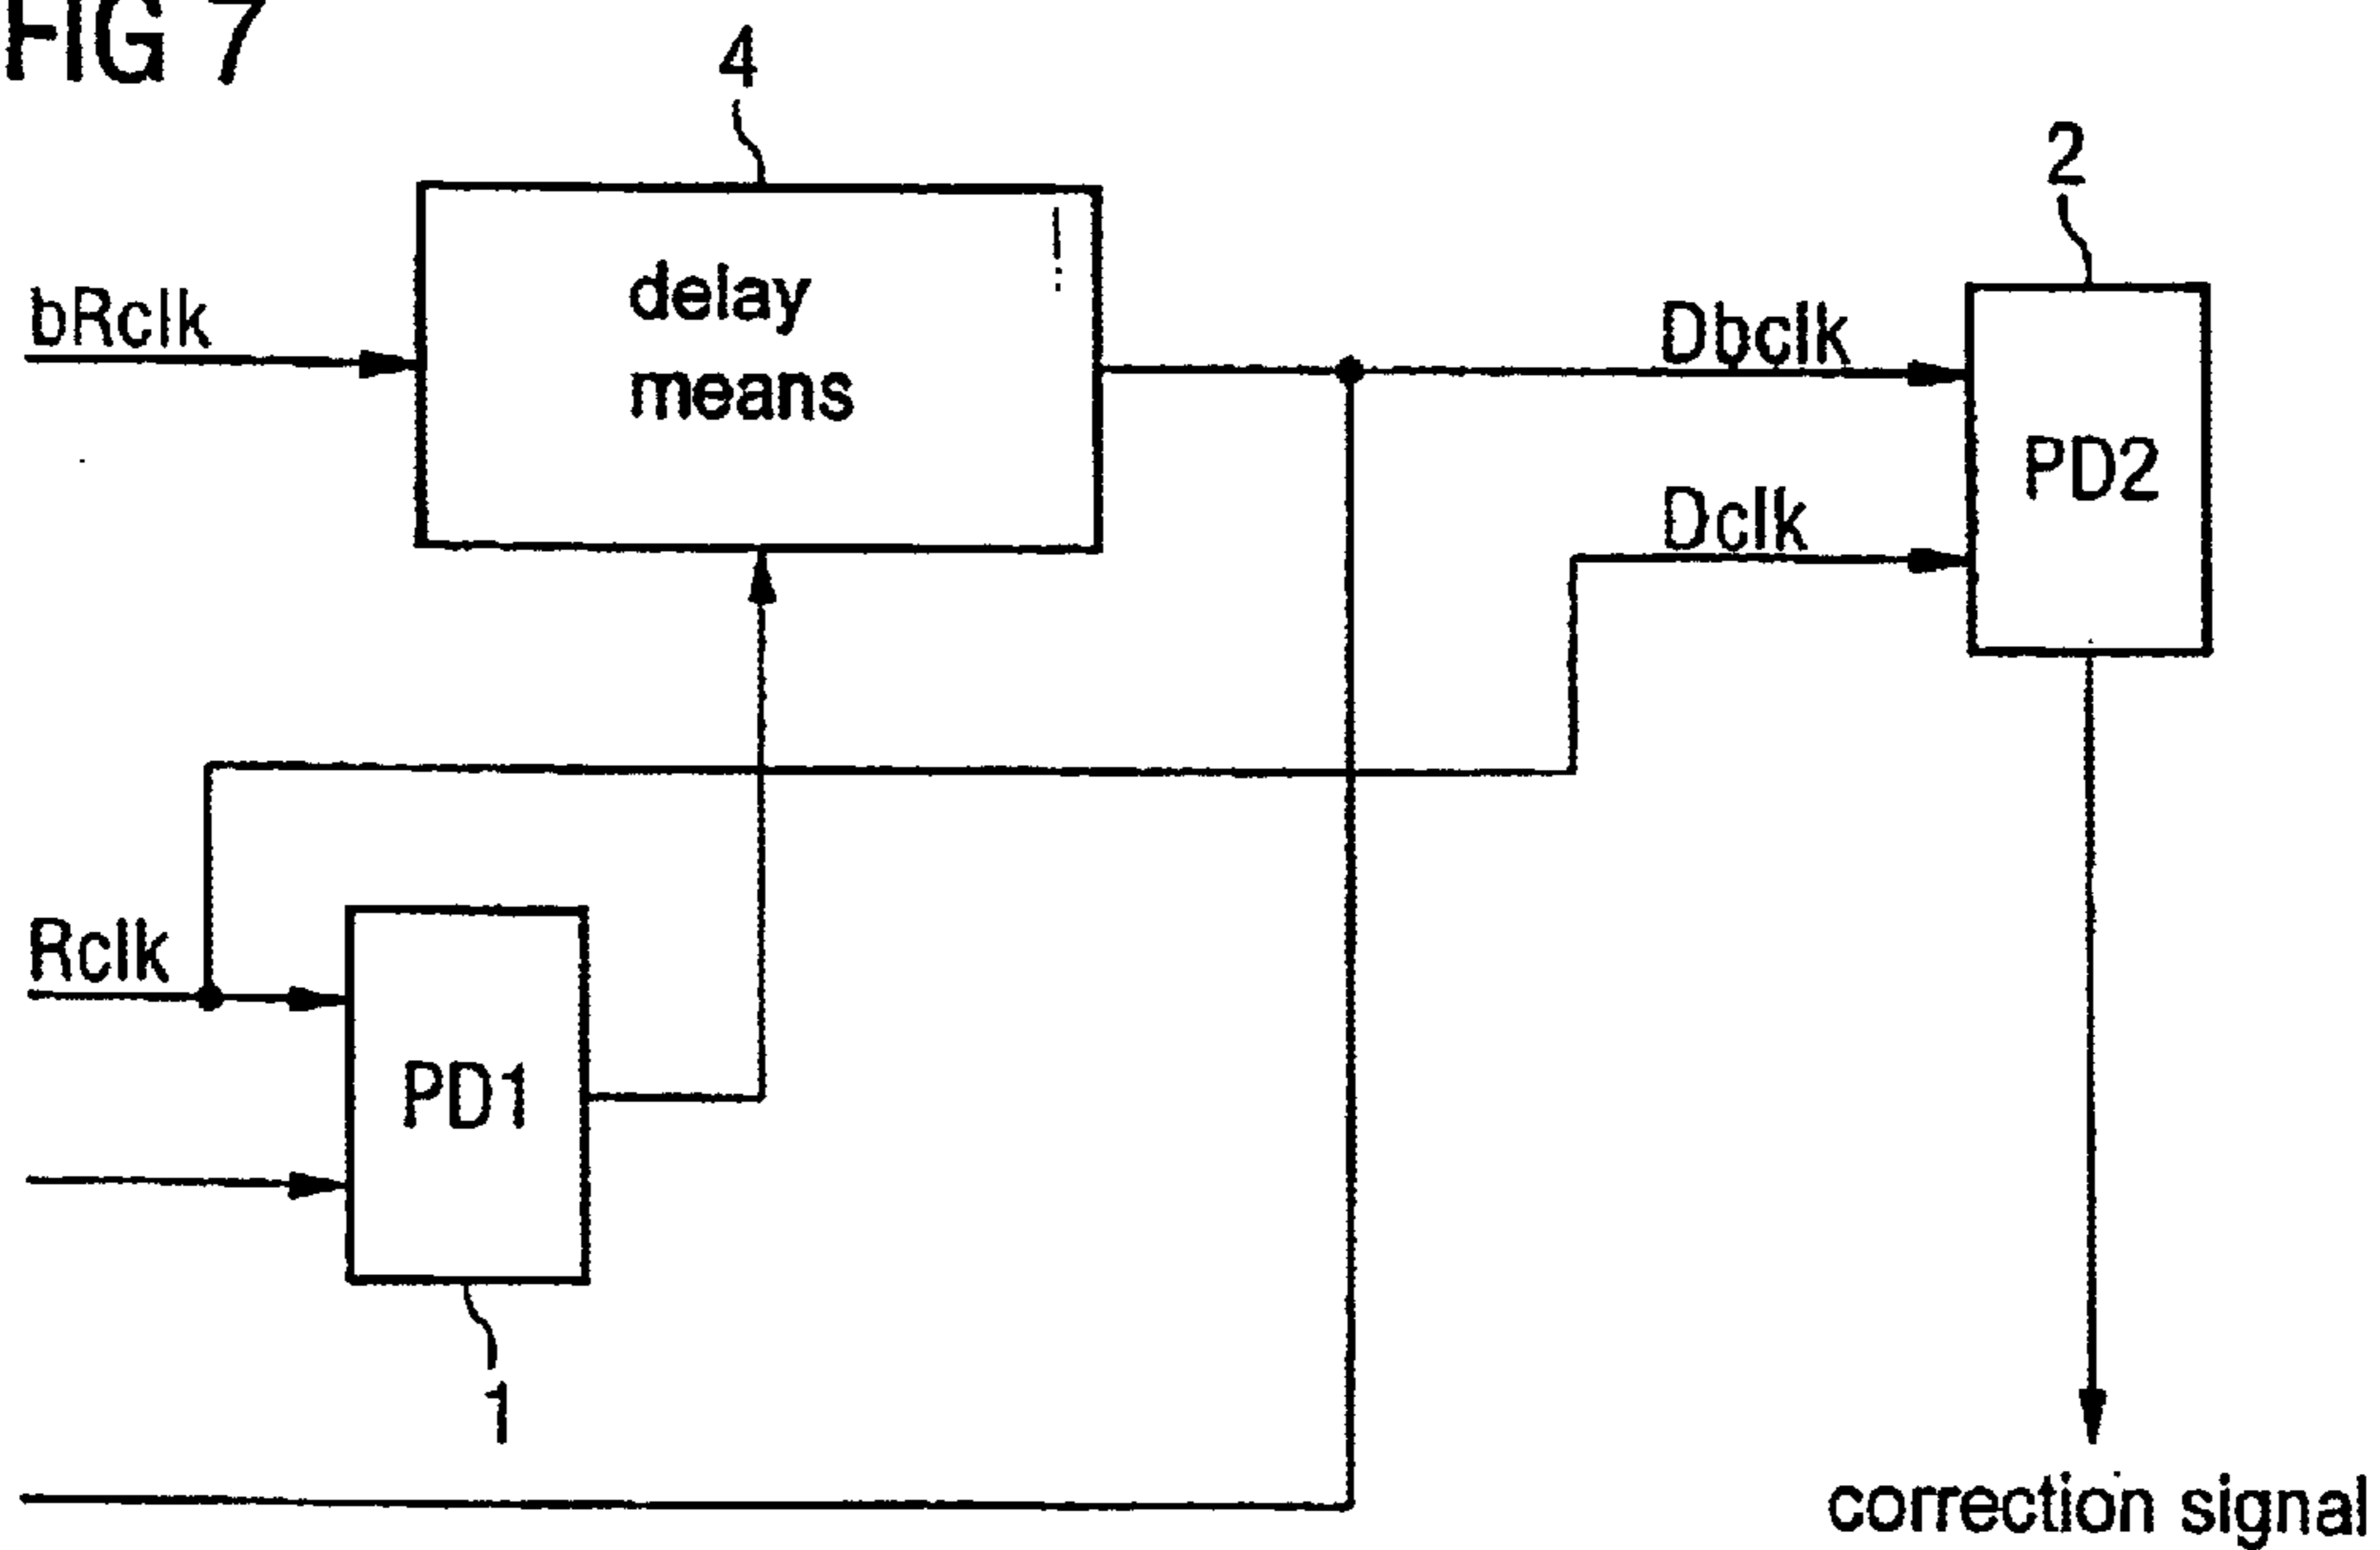 FIG 7
4
2
delay
means
bRclk
Dbclk
PD2
Dclk
Rclk
PD1
1
correction signal